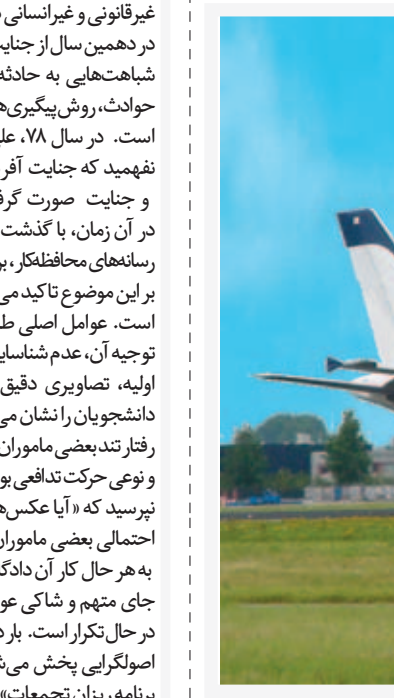 غیرقانونی و غیرانسانی
در دهمین سال از جنایت
شباهت‌هایی به حادثه
حوادث، روش پیگیری‌ها
است. در سال ۷۸، علی
نفهمید که جنایت آفر
و جنایت صورت گرف
در آن زمان، با گذشت
رسانه‌های محافظه‌کار، بر
بر این موضوع تاکید می
است. عوامل اصلی ط
توجیه آن، عدم شناسایی
اولیه، تصاویری دقیق
دانشجویان را نشان می
رفتار تند بعضی ماموران
و نوعی حرکت تدافعی بو
نپرسید که «آیا عکس‌ه
احتمالی بعضی ماموران
به هر حال کار آن دادگ
جای متهم و شاکی عو
در حال تکرار است. بار د
اصولگرایی پخش می‌ش
برنامه‌ریزان تجمعات»